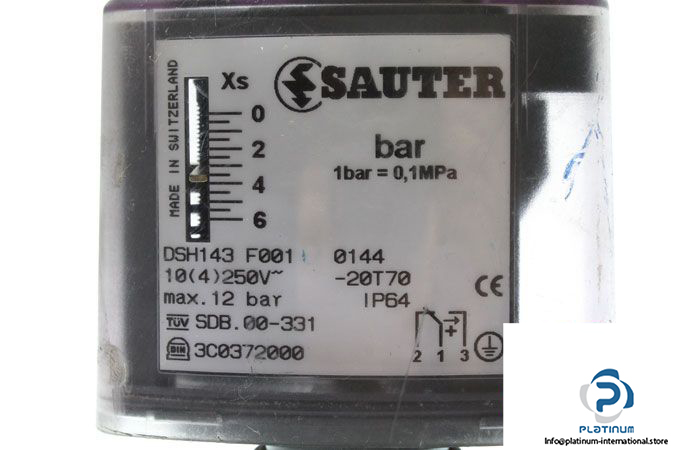 MADE IN SWITZERLAND
Xs
0
2
4
6
SAUTER
bar
1bar = 0,1MPa
DSH143 F001 0144
10(4)250V~ -20T70
max.12 bar IP64
CE
TÜV SDB.00-331
DIN 3C0372000
+
2 1 3
PLATINUM
info@platinum-international.store